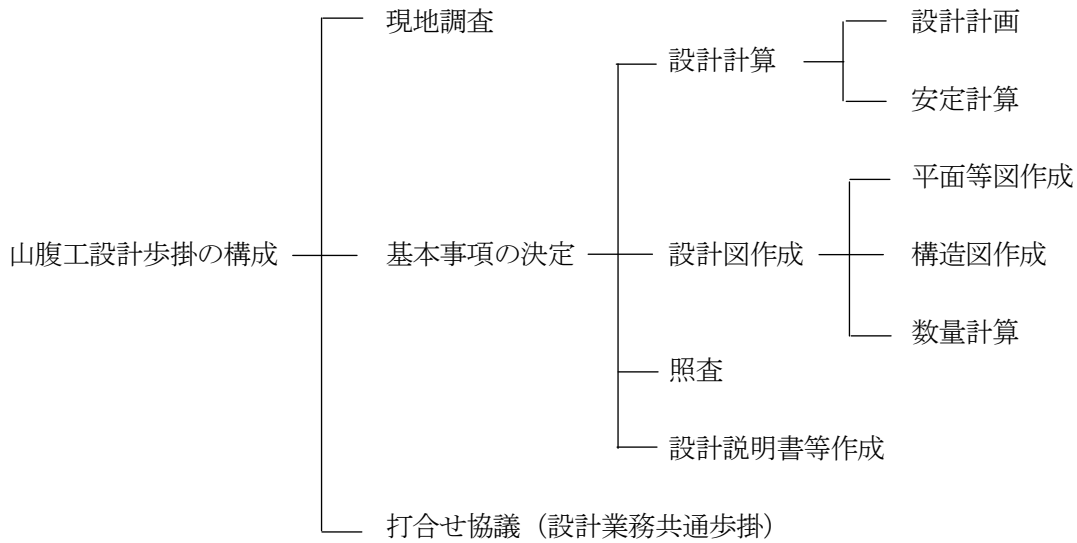 山腹工設計歩掛の構成
現地調査
基本事項の決定
設計計算
設計計画
安定計算
設計図作成
平面等図作成
構造図作成
数量計算
照査
設計説明書等作成
打合せ協議（設計業務共通歩掛）